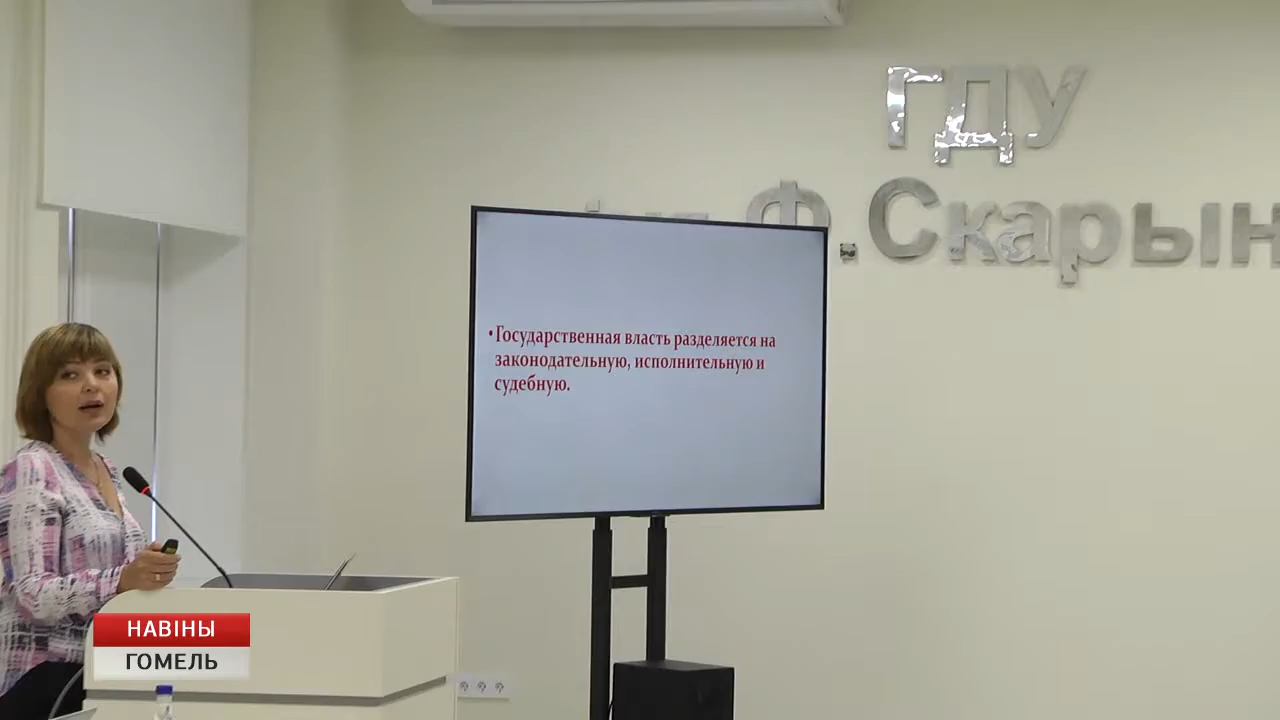 ГДУ
Ф. Скарын
•Государственная власть разделяется на
законодательную, исполнительную и
судебную.
НАВІНЫ
ГОМЕЛЬ